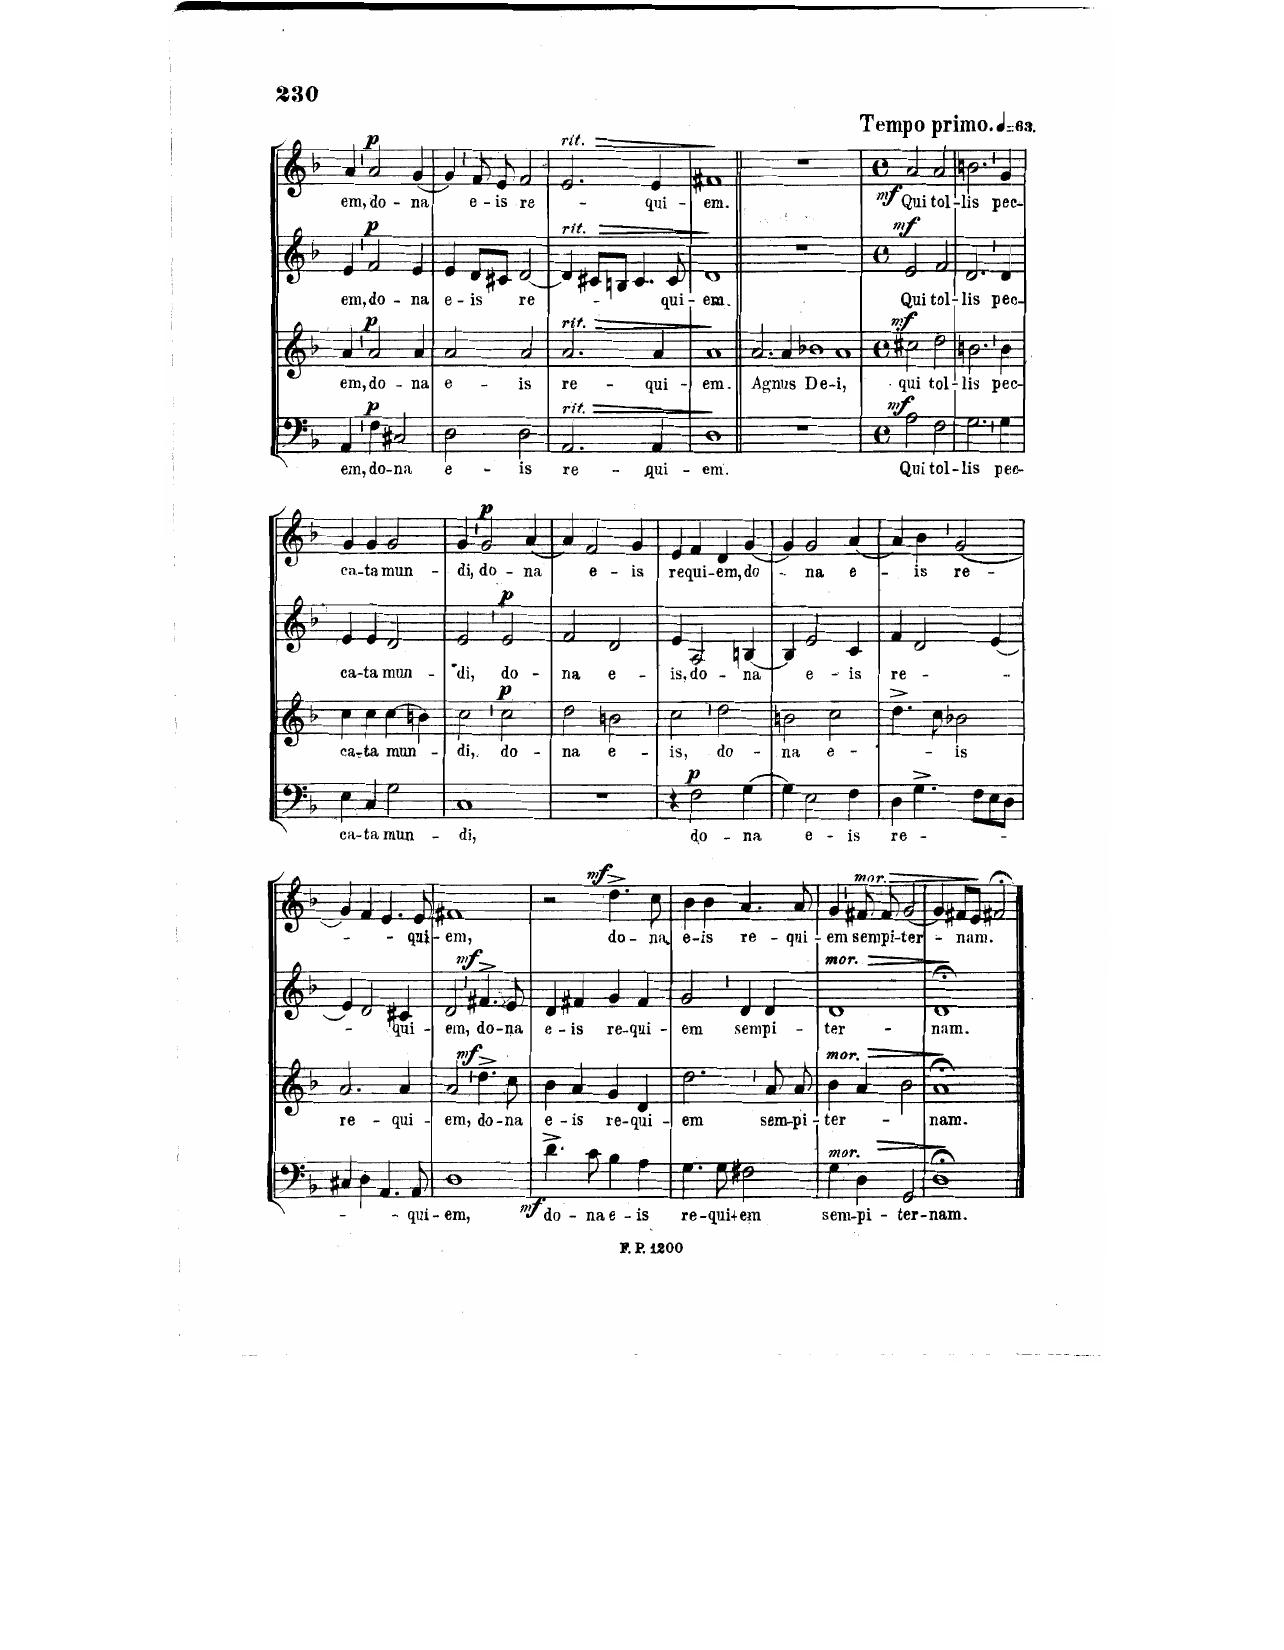 230
Tempo primo. ♩=63.
p rit.
em, do - na e - is re - - qui - em. mf Qui tol - lis pec-
p rit. mf
em, do - na e - is re - - qui - em. Qui tol - lis pec-
p rit. mf
em, do - na e - is re - qui - em. Agnus De-i, qui tol - lis pec-
p rit. mf
em, do-na e - is re - qui - em. Qui tol - lis pec-
p
ca-ta mun - di, do - na e - is requi-em, do - na e - is re -
p
ca-ta mun - di, do - na e - is, do - na e - is re - -
p
ca-ta mun - di, do - na e - is, do - na e - - is
p
ca-ta mun - di, do - na e - is re - -
mf mor.
- - qui - em, do - na e-is re - qui - em sempi-ter - nam.
mf mor.
- qui - em, do-na e - is re-qui - em sempi - ter - nam.
mf mor.
re - qui - em, do-na e - is re-qui - em sem-pi - ter - nam.
mor.
- - qui - em, mf do - na e - is re-qui-em sem-pi - ter-nam.
F. P. 1200